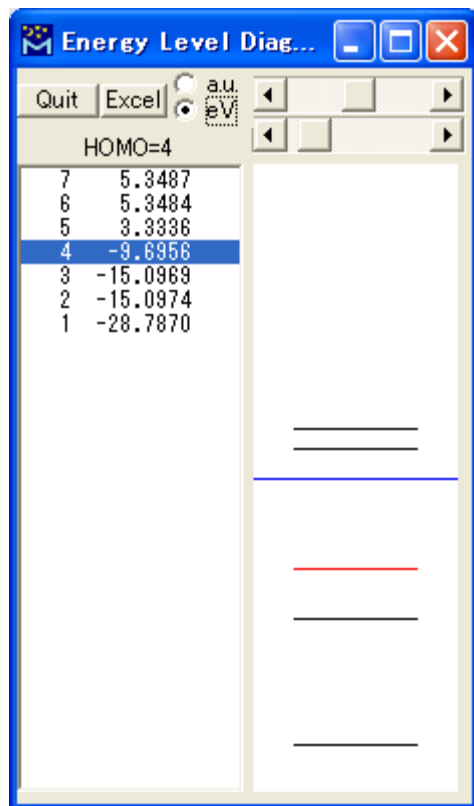 Energy Level Diag...
Quit Excel a.u.
eV
HOMO=4
7 5.3487
6 5.3484
5 3.3336
4 -9.6956
3 -15.0969
2 -15.0974
1 -28.7870